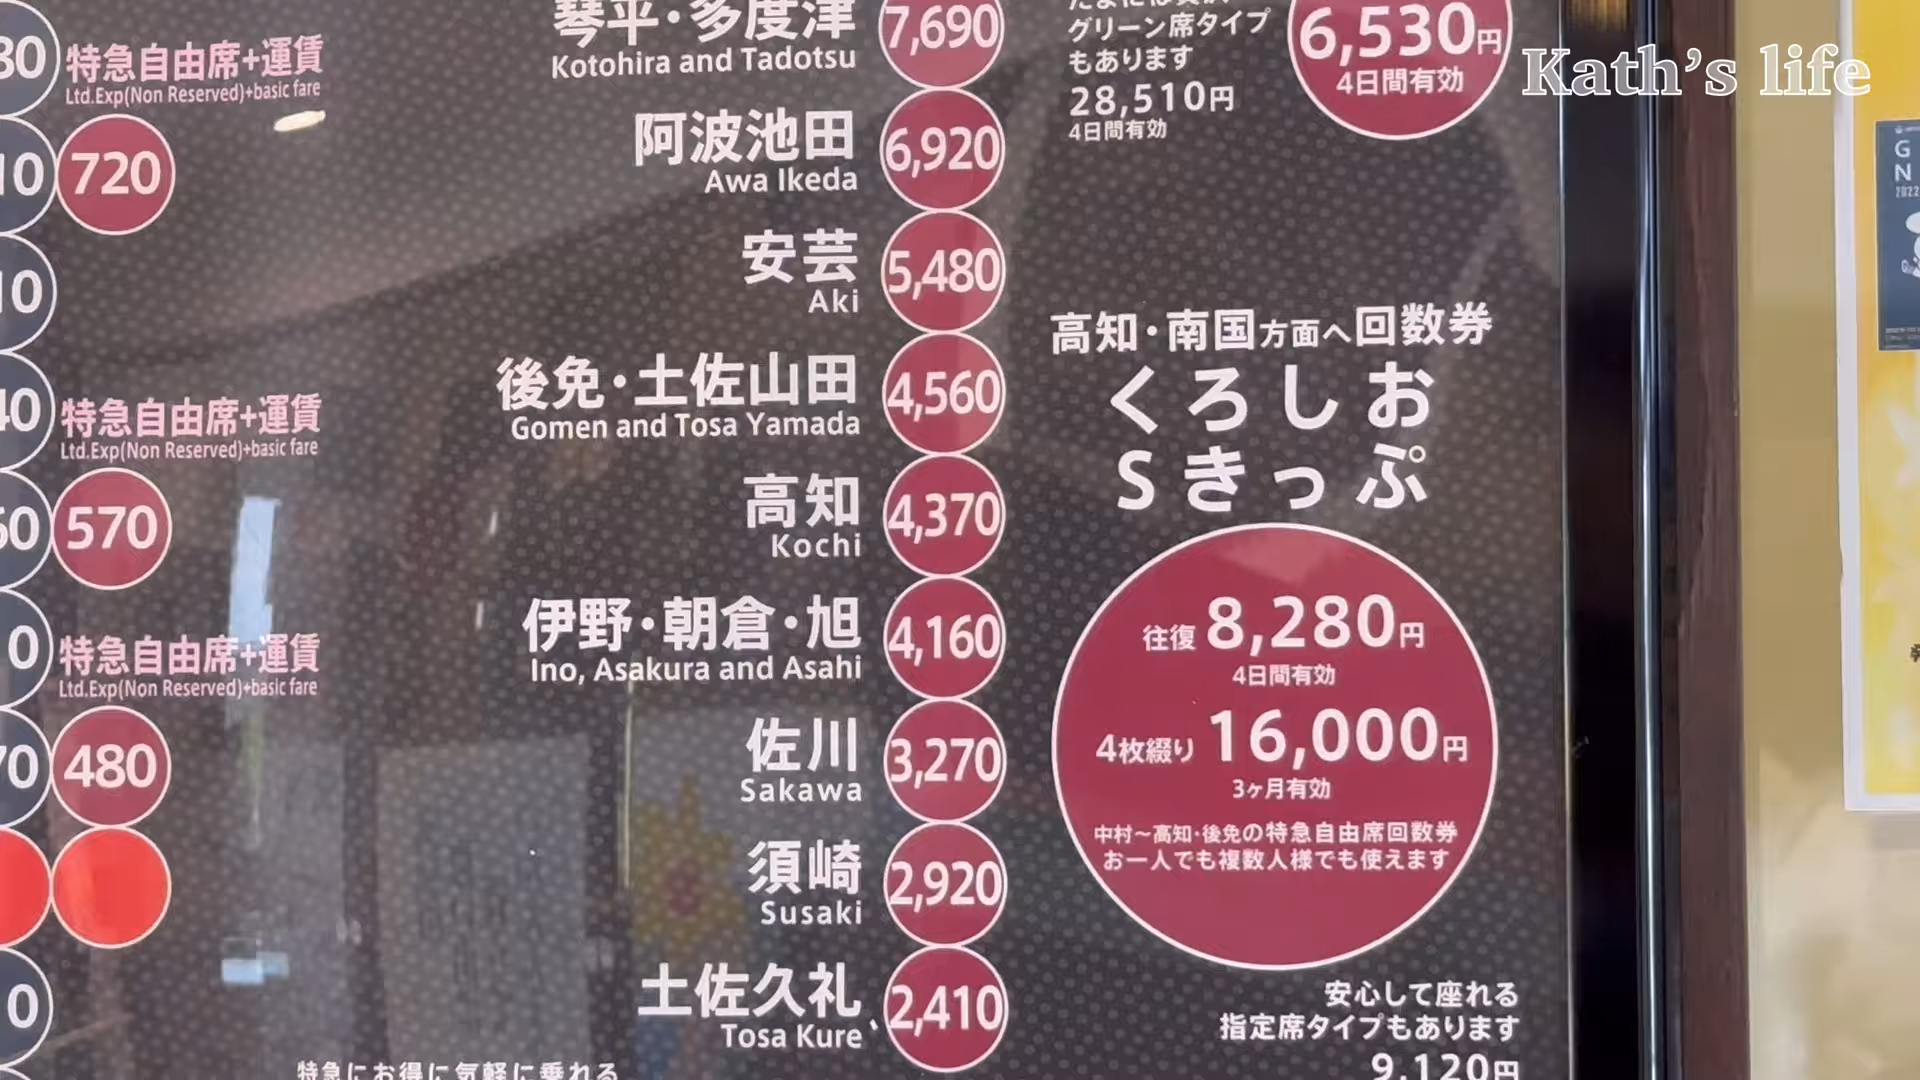 特急自由席+運賃
Ltd.Exp(Non Reserved)+basic fare
720
特急自由席+運賃
Ltd.Exp(Non Reserved)+basic fare
570
特急自由席+運賃
Ltd.Exp(Non Reserved)+basic fare
480
琴平・多度津 7,690
Kotohira and Tadotsu
阿波池田 6,920
Awa Ikeda
安芸 5,480
Aki
後免・土佐山田 4,560
Gomen and Tosa Yamada
高知 4,370
Kochi
伊野・朝倉・旭 4,160
Ino, Asakura and Asahi
佐川 3,270
Sakawa
須崎 2,920
Susaki
土佐久礼 2,410
Tosa Kure
特急にお得に気軽に乗れる
グリーン席タイプ
もあります
28,510円
4日間有効
6,530円
4日間有効
高知・南国方面へ回数券
くろしお
Sきっぷ
往復 8,280円
4日間有効
4枚綴り 16,000円
3ヶ月有効
中村~高知・後免の特急自由席回数券
お一人でも複数人様でも使えます
安心して座れる
指定席タイプもあります
9,120円
Kath's life